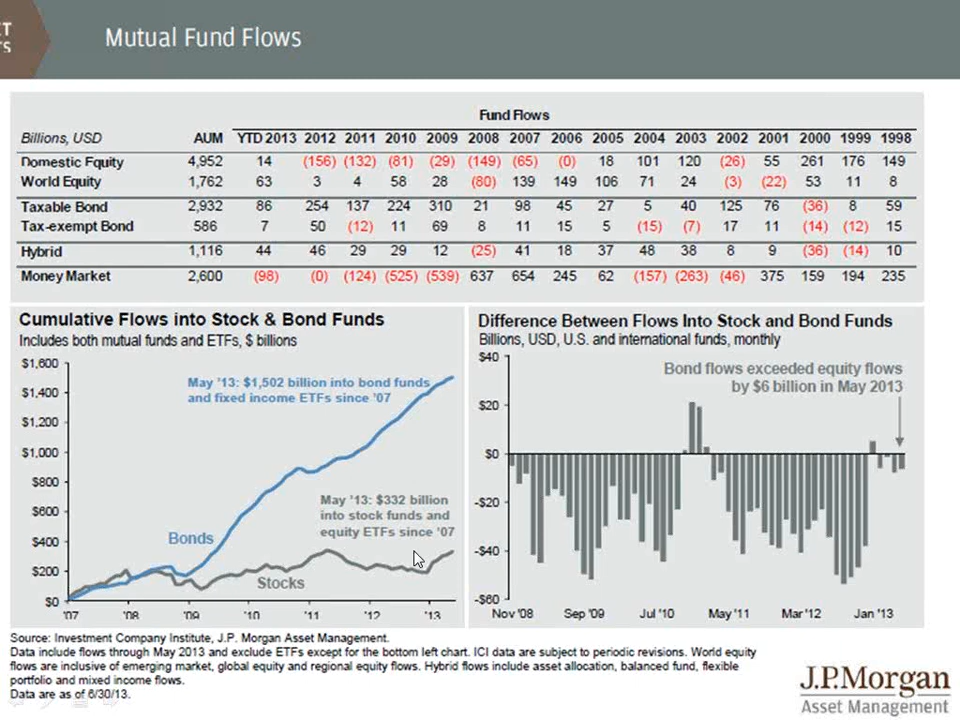 ET
TS
Mutual Fund Flows
Fund Flows
Billions, USD AUM YTD 2013 2012 2011 2010 2009 2008 2007 2006 2005 2004 2003 2002 2001 2000 1999 1998
Domestic Equity 4,952 14 (156) (132) (81) (29) (149) (65) (0) 18 101 120 (26) 55 261 176 149
World Equity 1,762 63 3 4 58 28 (80) 139 149 106 71 24 (3) (22) 53 11 8
Taxable Bond 2,932 86 254 137 224 310 21 98 45 27 5 40 125 76 (36) 8 59
Tax-exempt Bond 586 7 50 (12) 11 69 8 11 15 5 (15) (7) 17 11 (14) (12) 15
Hybrid 1,116 44 46 29 29 12 (25) 41 18 37 48 38 8 9 (36) (14) 10
Money Market 2,600 (98) (0) (124) (525) (539) 637 654 245 62 (157) (263) (46) 375 159 194 235
Cumulative Flows into Stock & Bond Funds
Includes both mutual funds and ETFs, $ billions
$1,600
$1,400
$1,200
$1,000
$800
$600
$400
$200
$0
May '13: $1,502 billion into bond funds
and fixed income ETFs since '07
May '13: $332 billion
into stock funds and
equity ETFs since '07
Bonds
Stocks
'07 '08 '09 '10 '11 '12 '13
Difference Between Flows Into Stock and Bond Funds
Billions, USD, U.S. and international funds, monthly
$40
$20
$0
-$20
-$40
-$60
Bond flows exceeded equity flows
by $6 billion in May 2013
Nov '08 Sep '09 Jul '10 May '11 Mar '12 Jan '13
Source: Investment Company Institute, J.P. Morgan Asset Management.
Data include flows through May 2013 and exclude ETFs except for the bottom left chart. ICI data are subject to periodic revisions. World equity
flows are inclusive of emerging market, global equity and regional equity flows. Hybrid flows include asset allocation, balanced fund, flexible
portfolio and mixed income flows.
Data are as of 6/30/13.
J.P.Morgan
Asset Management